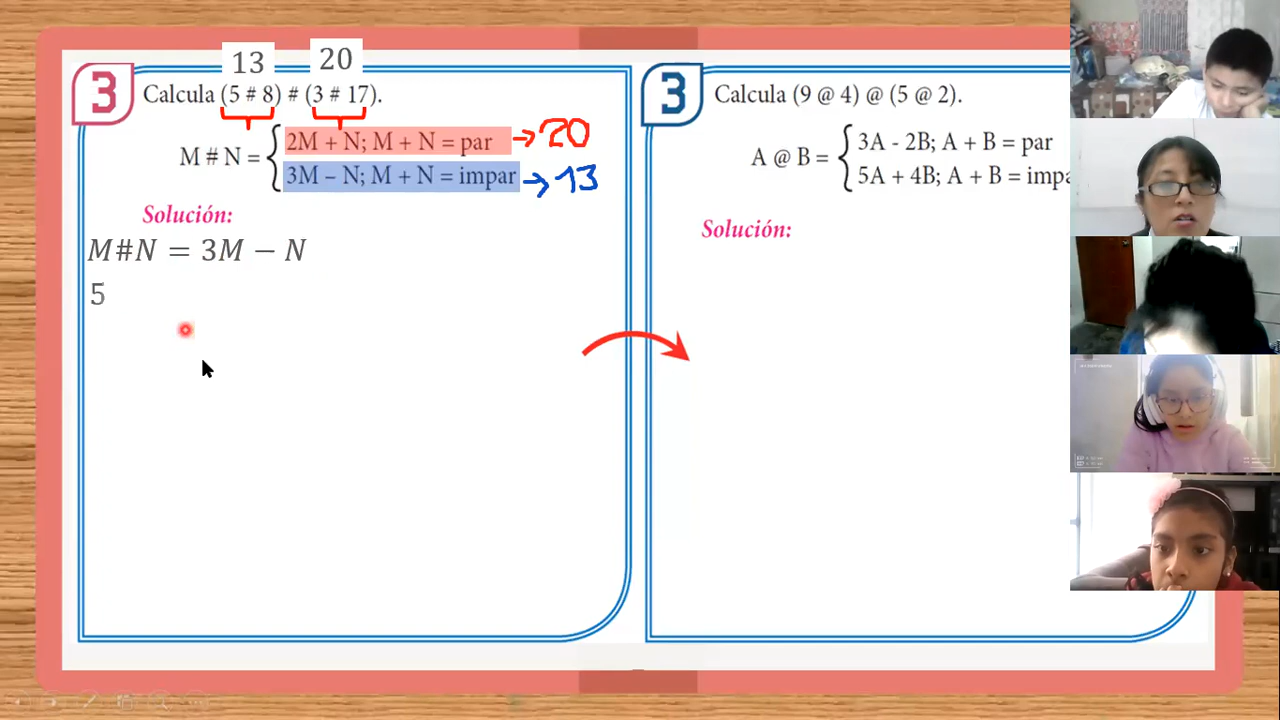 13
20
3
Calcula (5 # 8) # (3 # 17).
M # N =
2M + N; M + N = par
→20
3M – N; M + N = impar
→13
Solución:
M#N = 3M − N
5
3
Calcula (9 @ 4) @ (5 @ 2).
A @ B =
3A - 2B; A + B = par
5A + 4B; A + B = impa
Solución: